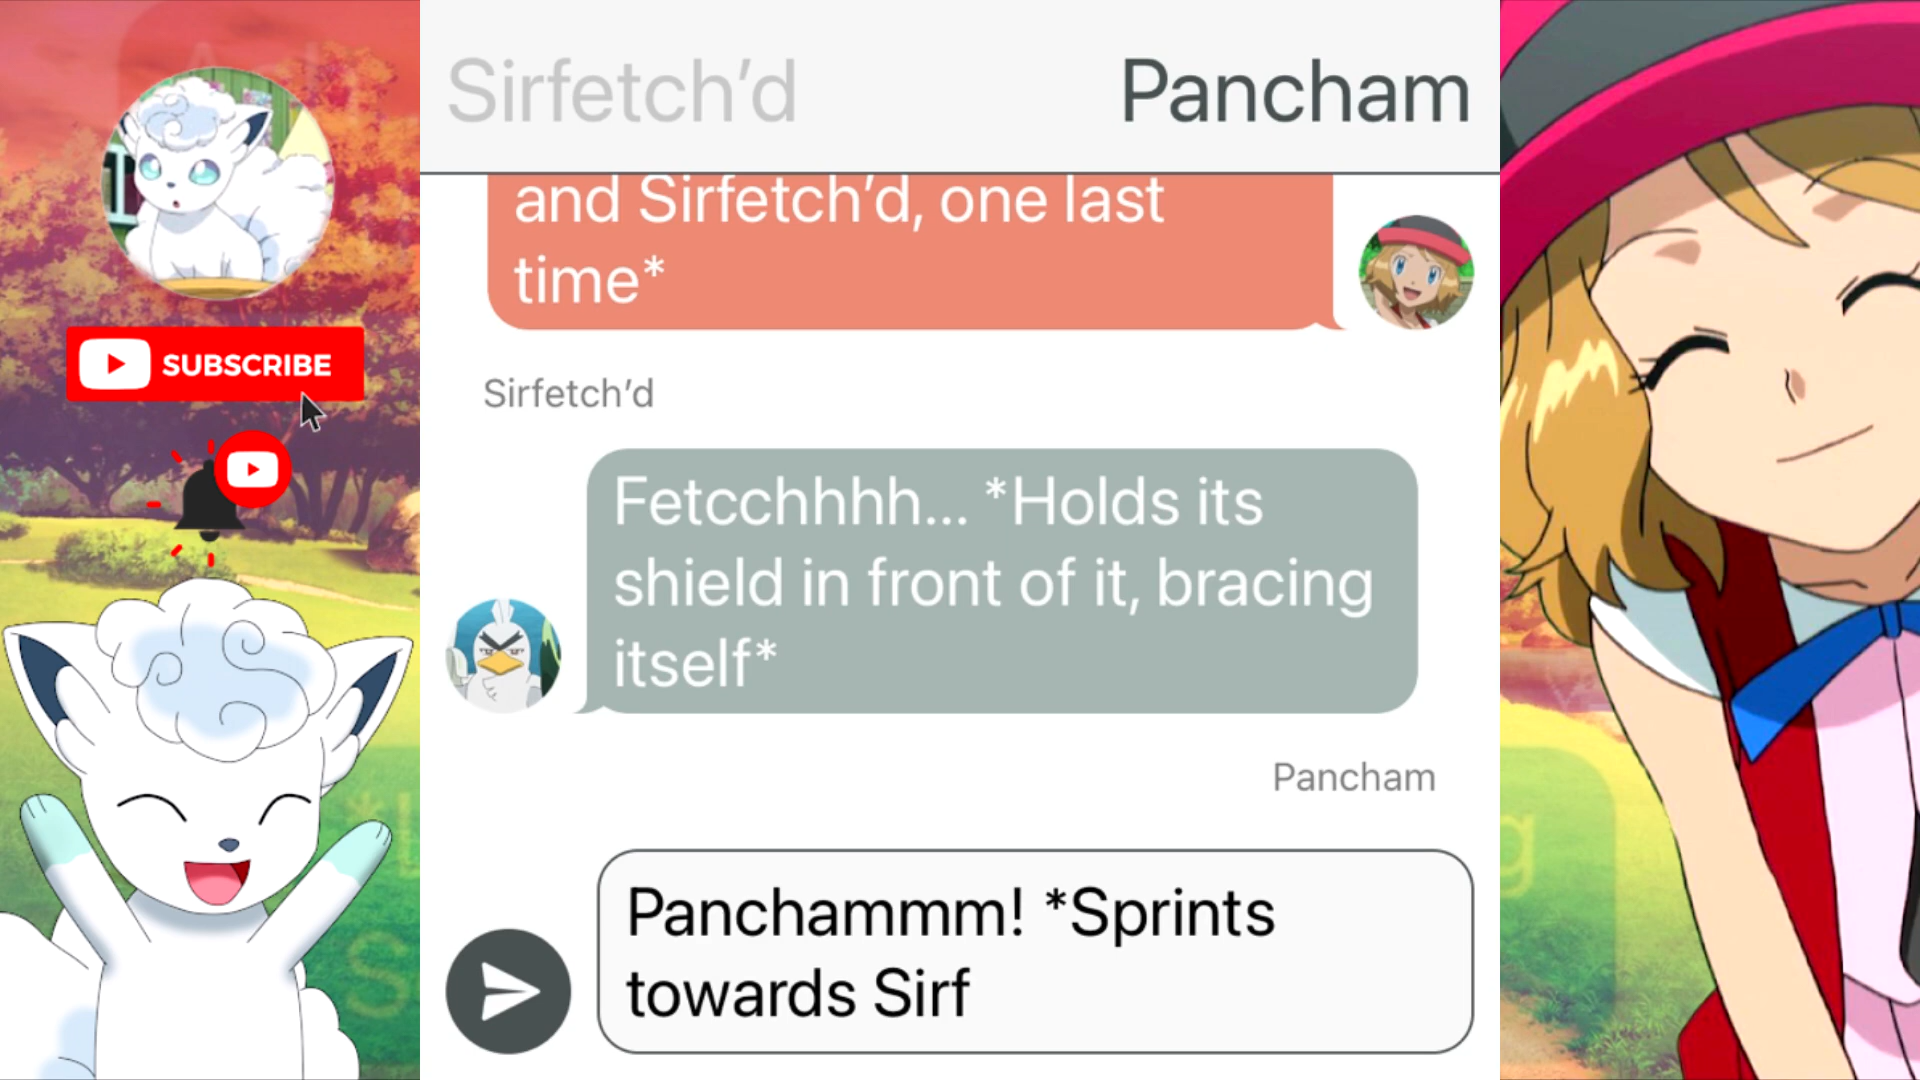 SUBSCRIBE
Sirfetch’d
Pancham
and Sirfetch’d, one last
time*
Sirfetch’d
Fetcchhhh... *Holds its
shield in front of it, bracing
itself*
Pancham
Panchammm! *Sprints
towards Sirf